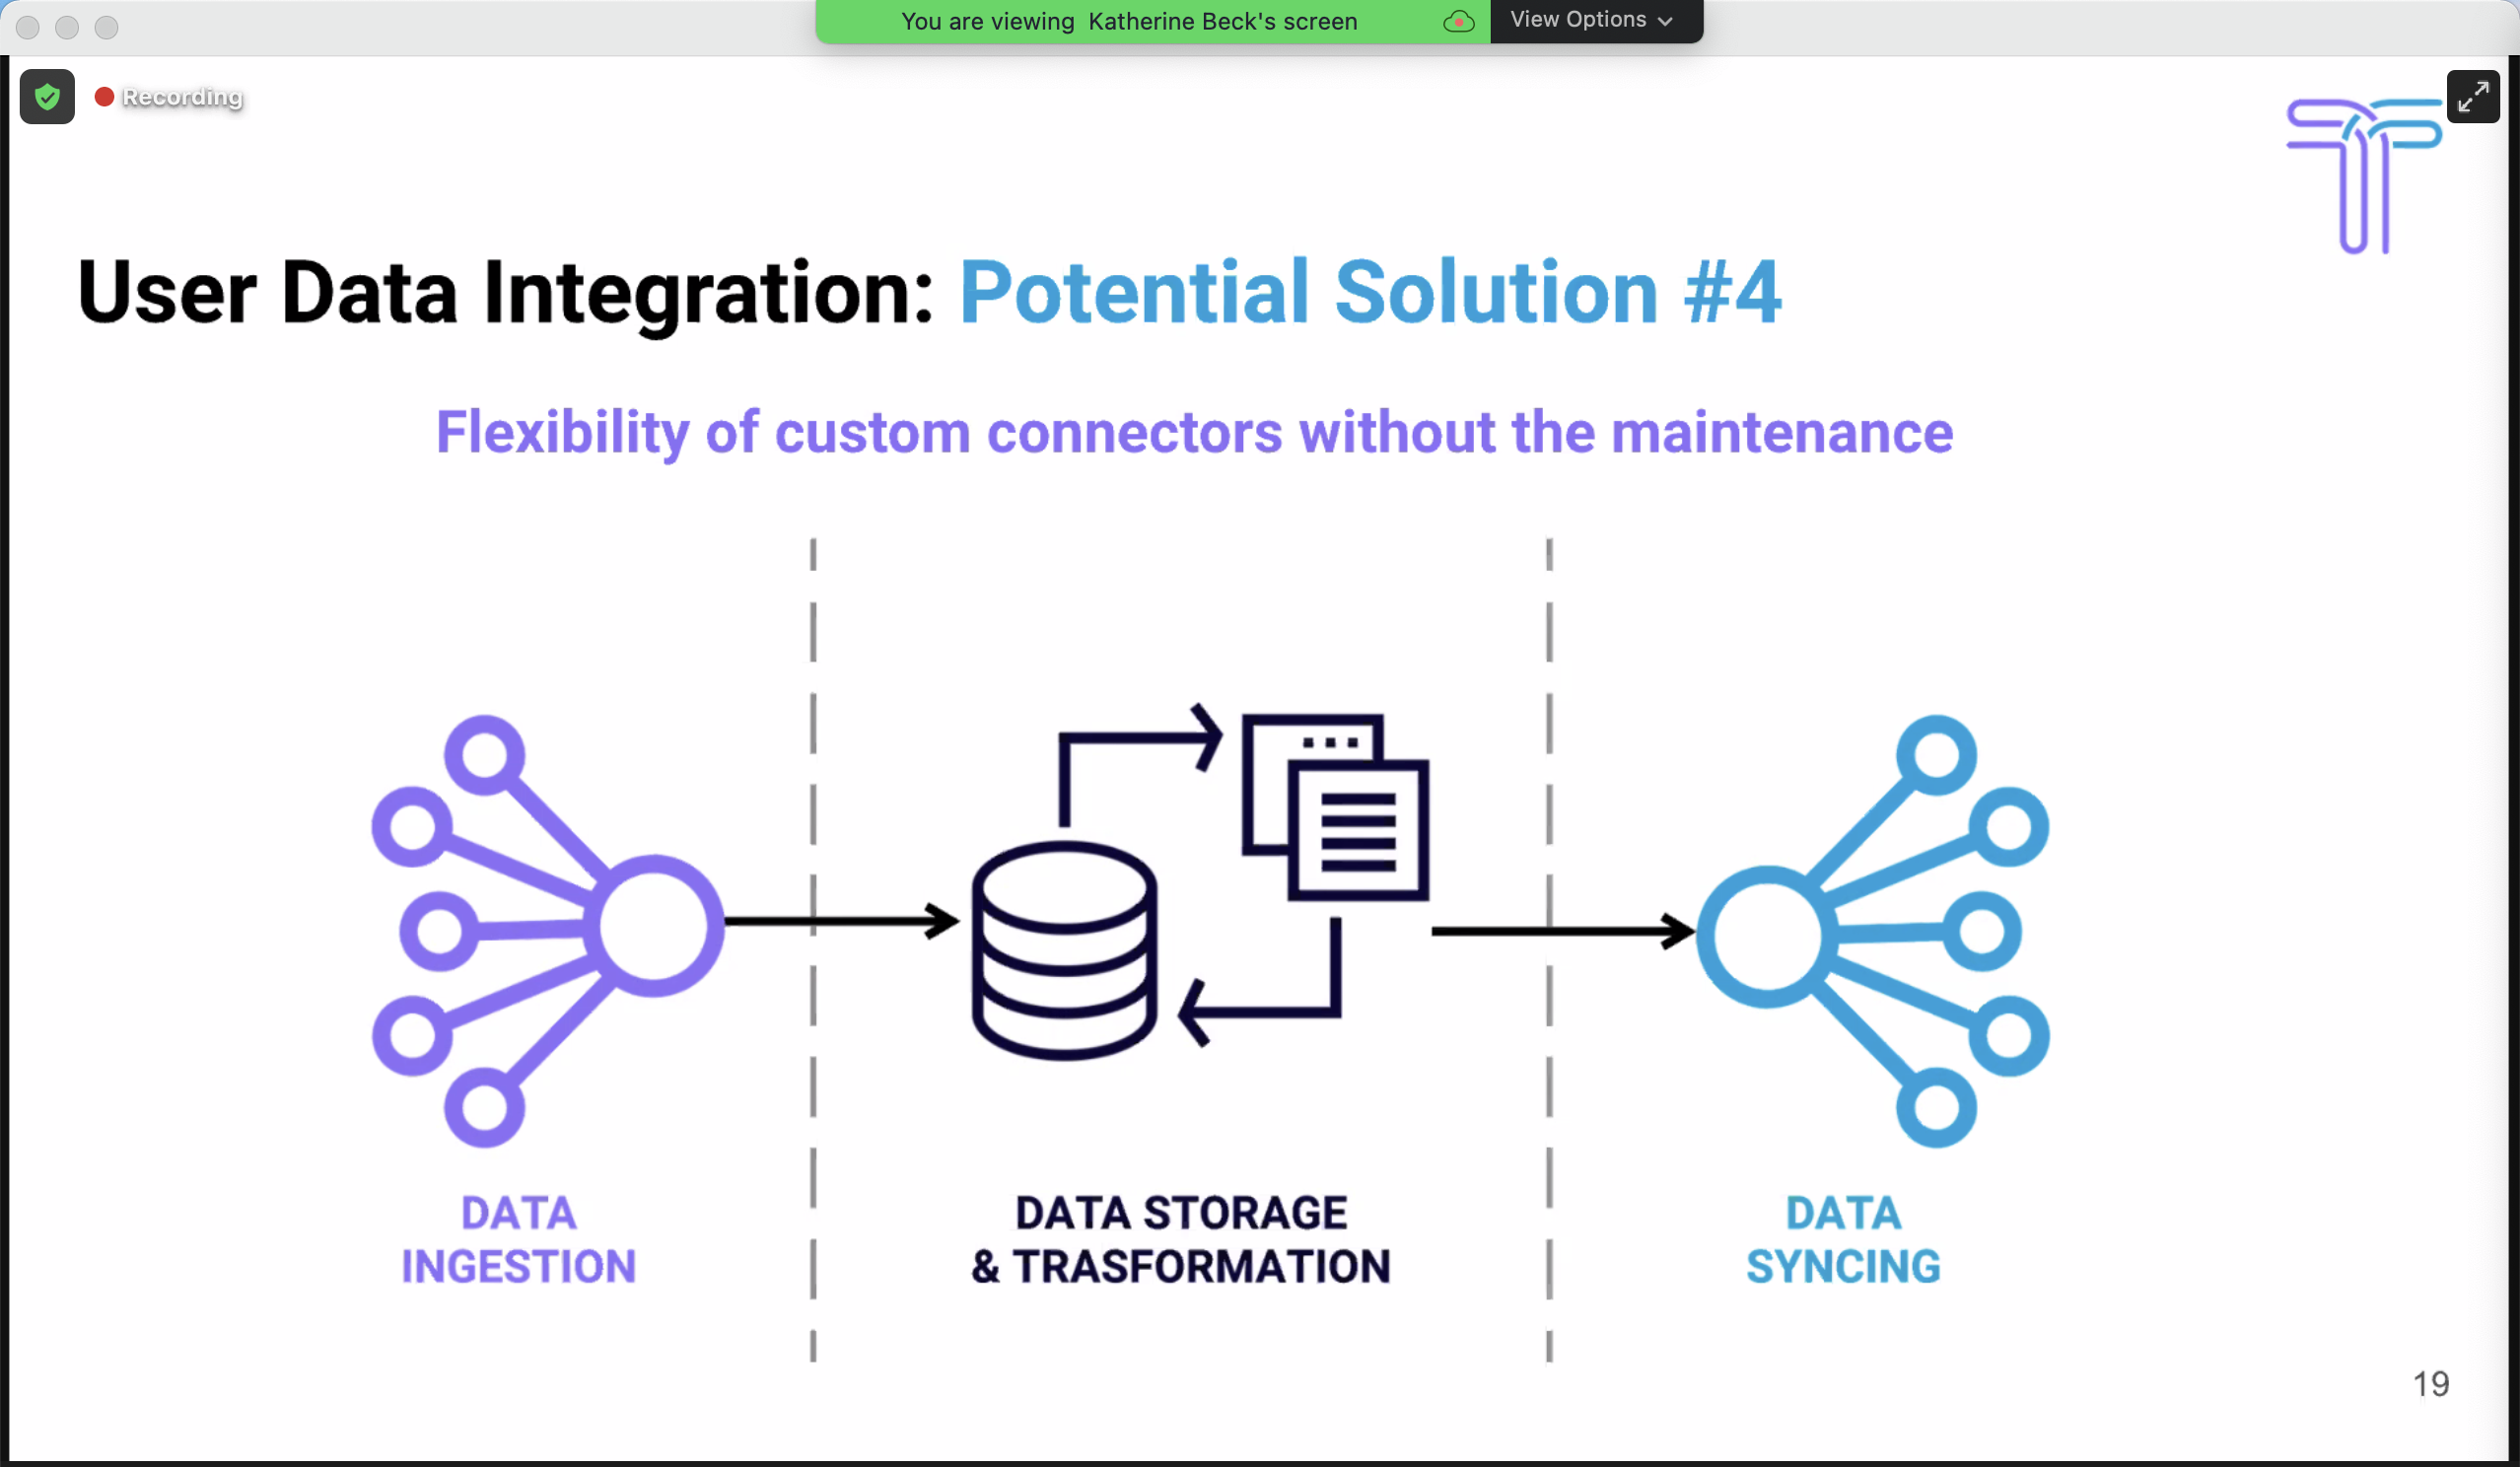 You are viewing Katherine Beck's screen
View Options
Recording
User Data Integration: Potential Solution #4
Flexibility of custom connectors without the maintenance
DATA
INGESTION
DATA STORAGE
& TRASFORMATION
DATA
SYNCING
19